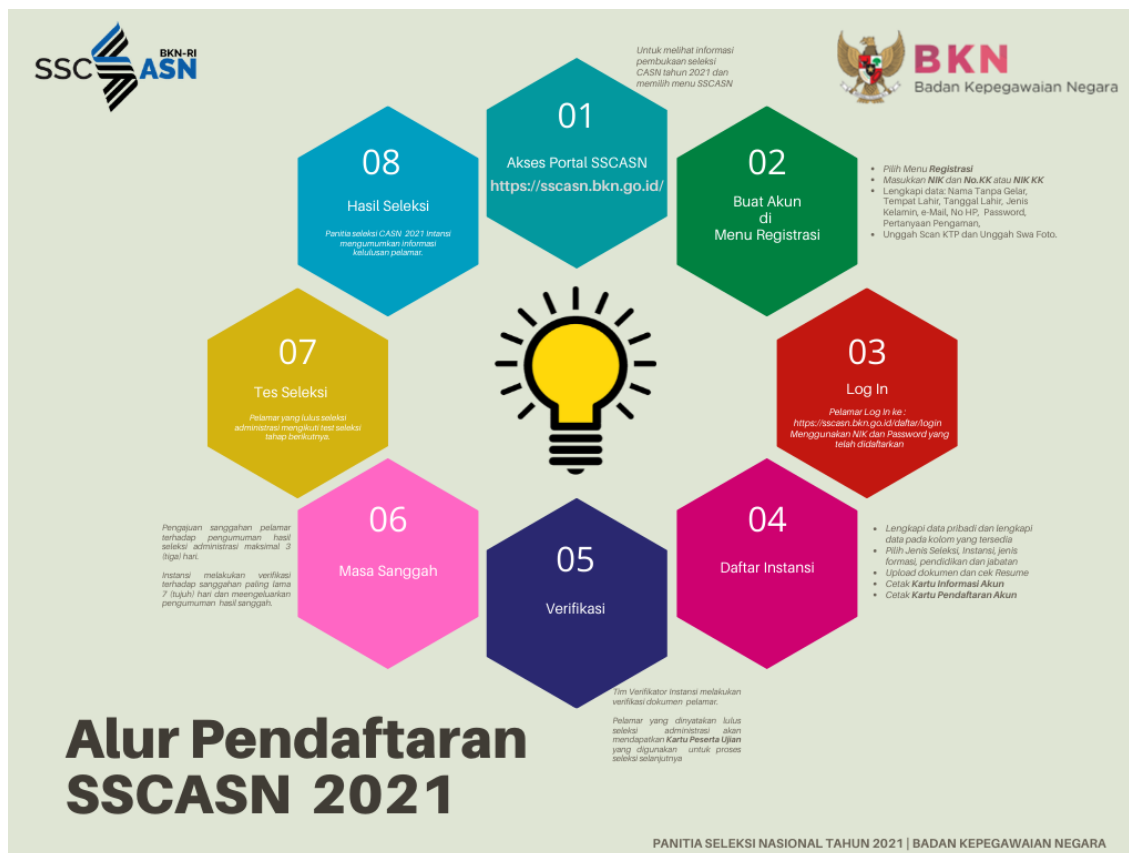 SSC ASN
BKN-RI
BKN
Badan Kepegawaian Negara
01
Akses Portal SSCASN
https://sscasn.bkn.go.id/
Untuk melihat informasi
pembukaan seleksi
CASN tahun 2021 dan
memilih menu SSCASN
02
Buat Akun
di
Menu Registrasi
• Pilih Menu Registrasi
• Masukkan NIK dan No.KK atau NIK KK
• Lengkapi data: Nama Tanpa Gelar,
Tempat Lahir, Tanggal Lahir, Jenis
Kelamin, e-Mail, No HP, Password,
Pertanyaan Pengaman,
• Unggah Scan KTP dan Unggah Swa Foto.
03
Log In
Pelamar Log In ke :
https://sscasn.bkn.go.id/daftar/login
Menggunakan NIK dan Password yang
telah didaftarkan
04
Daftar Instansi
• Lengkapi data pribadi dan lengkapi
data pada kolom yang tersedia
• Pilih Jenis Seleksi, Instansi, jenis
formasi, pendidikan dan jabatan
• Upload dokumen dan cek Resume
• Cetak Kartu Informasi Akun
• Cetak Kartu Pendaftaran Akun
05
Verifikasi
Tim Verifikator Instansi melakukan
verifikasi dokumen pelamar.
Pelamar yang dinyatakan lulus
seleksi administrasi akan
mendapatkan Kartu Peserta Ujian
yang digunakan untuk proses
seleksi selanjutnya
06
Masa Sanggah
Pengajuan sanggahan pelamar
terhadap pengumuman hasil
seleksi administrasi maksimal 3
(tiga) hari.
Instansi melakukan verifikasi
terhadap sanggahan paling lama
7 (tujuh) hari dan meengeluarkan
pengumuman hasil sanggah.
07
Tes Seleksi
Pelamar yang lulus seleksi
administrasi mengikuti test seleksi
tahap berikutnya.
08
Hasil Seleksi
Panitia seleksi CASN 2021 Intansi
mengumumkan informasi
kelulusan pelamar.
Alur Pendaftaran
SSCASN 2021
PANITIA SELEKSI NASIONAL TAHUN 2021 | BADAN KEPEGAWAIAN NEGARA